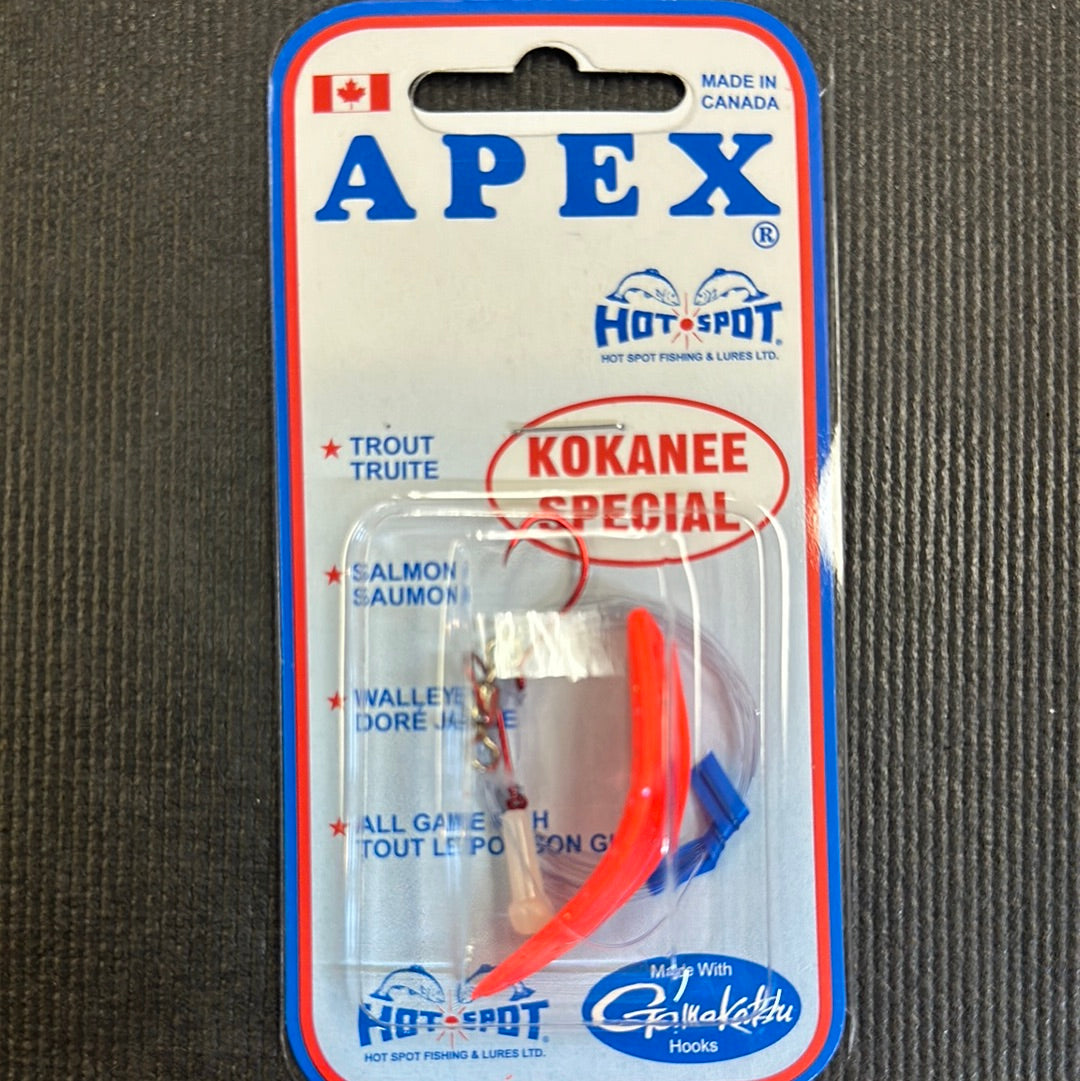 MADE IN
CANADA
APEX
®
HOT SPOT®
HOT SPOT FISHING & LURES LTD.
KOKANEE
SPECIAL
TROUT
TRUITE
SALMON
SAUMON
WALLEYE
DORÉ
ALL GAME
TOUT LE
HOT SPOT
HOT SPOT FISHING & LURES LTD.
Made With
Gamakatsu
Hooks